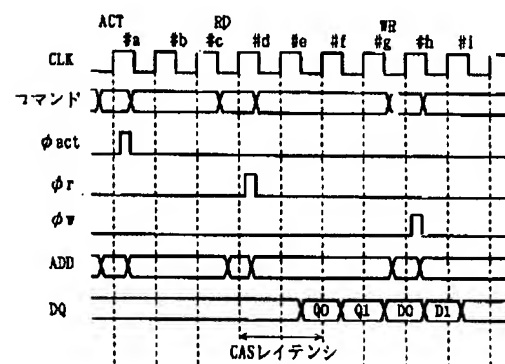 ACT RD WR
#a #b #c #d #e #f #g #h #i
CLK
コマンド
φact
φr
φw
ADD
DQ Q0 Q1 D0 D1
CASレイテンシ